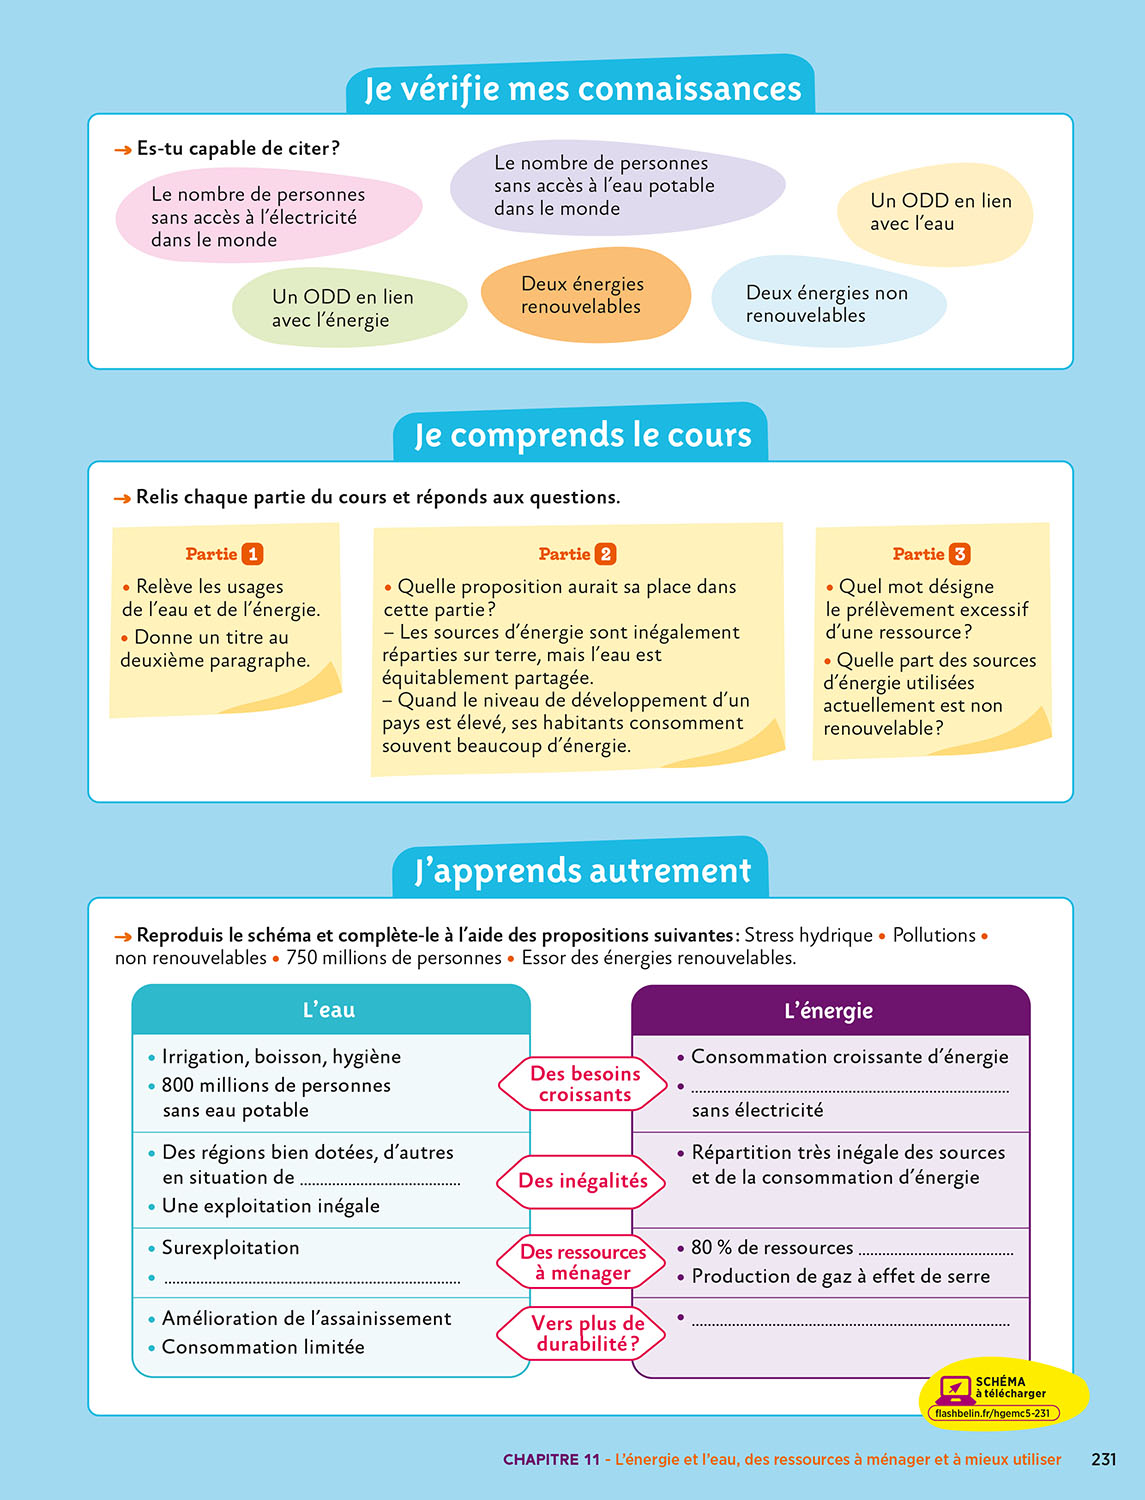 Je vérifie mes connaissances
→ Es-tu capable de citer ?
Le nombre de personnes
sans accès à l'électricité
dans le monde
Le nombre de personnes
sans accès à l'eau potable
dans le monde
Un ODD en lien
avec l'eau
Un ODD en lien
avec l'énergie
Deux énergies
renouvelables
Deux énergies non
renouvelables
Je comprends le cours
→ Relis chaque partie du cours et réponds aux questions.
Partie 1
• Relève les usages
de l'eau et de l'énergie.
• Donne un titre au
deuxième paragraphe.
Partie 2
• Quelle proposition aurait sa place dans
cette partie ?
– Les sources d'énergie sont inégalement
réparties sur terre, mais l'eau est
équitablement partagée.
– Quand le niveau de développement d'un
pays est élevé, ses habitants consomment
souvent beaucoup d'énergie.
Partie 3
• Quel mot désigne
le prélèvement excessif
d'une ressource ?
• Quelle part des sources
d'énergie utilisées
actuellement est non
renouvelable ?
J'apprends autrement
→ Reproduis le schéma et complète-le à l'aide des propositions suivantes : Stress hydrique • Pollutions •
non renouvelables • 750 millions de personnes • Essor des énergies renouvelables.
L'eau
• Irrigation, boisson, hygiène
• 800 millions de personnes
sans eau potable
• Des régions bien dotées, d'autres
en situation de ........................................
• Une exploitation inégale
• Surexploitation
• ........................................
• Amélioration de l'assainissement
• Consommation limitée
Des besoins
croissants
Des inégalités
Des ressources
à ménager
Vers plus de
durabilité ?
L'énergie
• Consommation croissante d'énergie
• ........................................
sans électricité
• Répartition très inégale des sources
et de la consommation d'énergie
• 80 % de ressources ........................................
• Production de gaz à effet de serre
• ........................................
SCHÉMA
à télécharger
flashbelin.fr/hgemc5-231
CHAPITRE 11 - L'énergie et l'eau, des ressources à ménager et à mieux utiliser 231